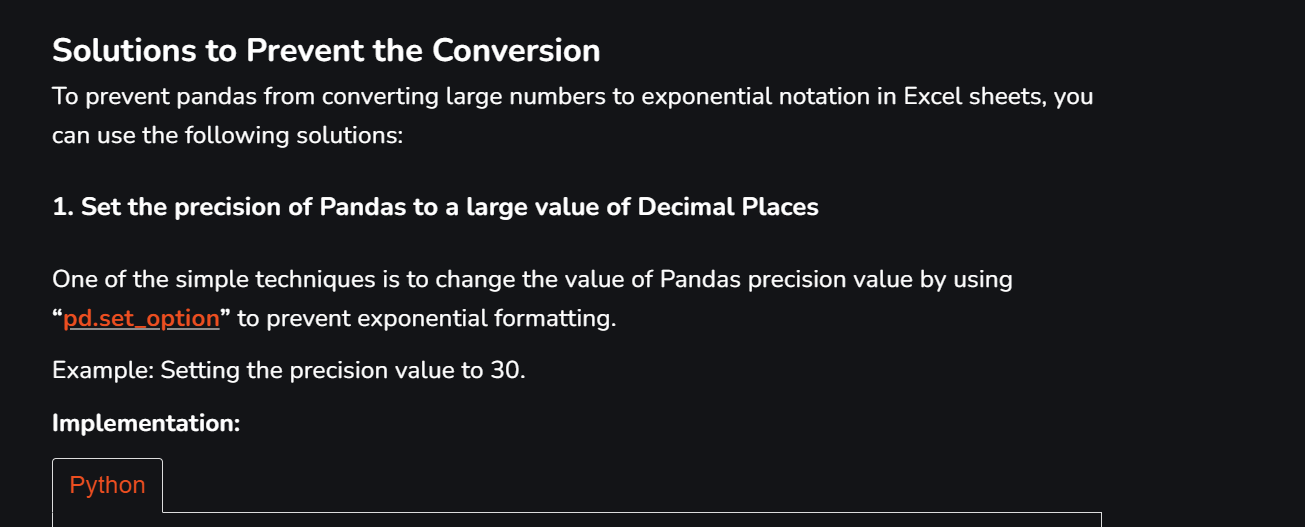 Solutions to Prevent the Conversion
To prevent pandas from converting large numbers to exponential notation in Excel sheets, you
can use the following solutions:
1. Set the precision of Pandas to a large value of Decimal Places
One of the simple techniques is to change the value of Pandas precision value by using
“pd.set_option” to prevent exponential formatting.
Example: Setting the precision value to 30.
Implementation:
Python